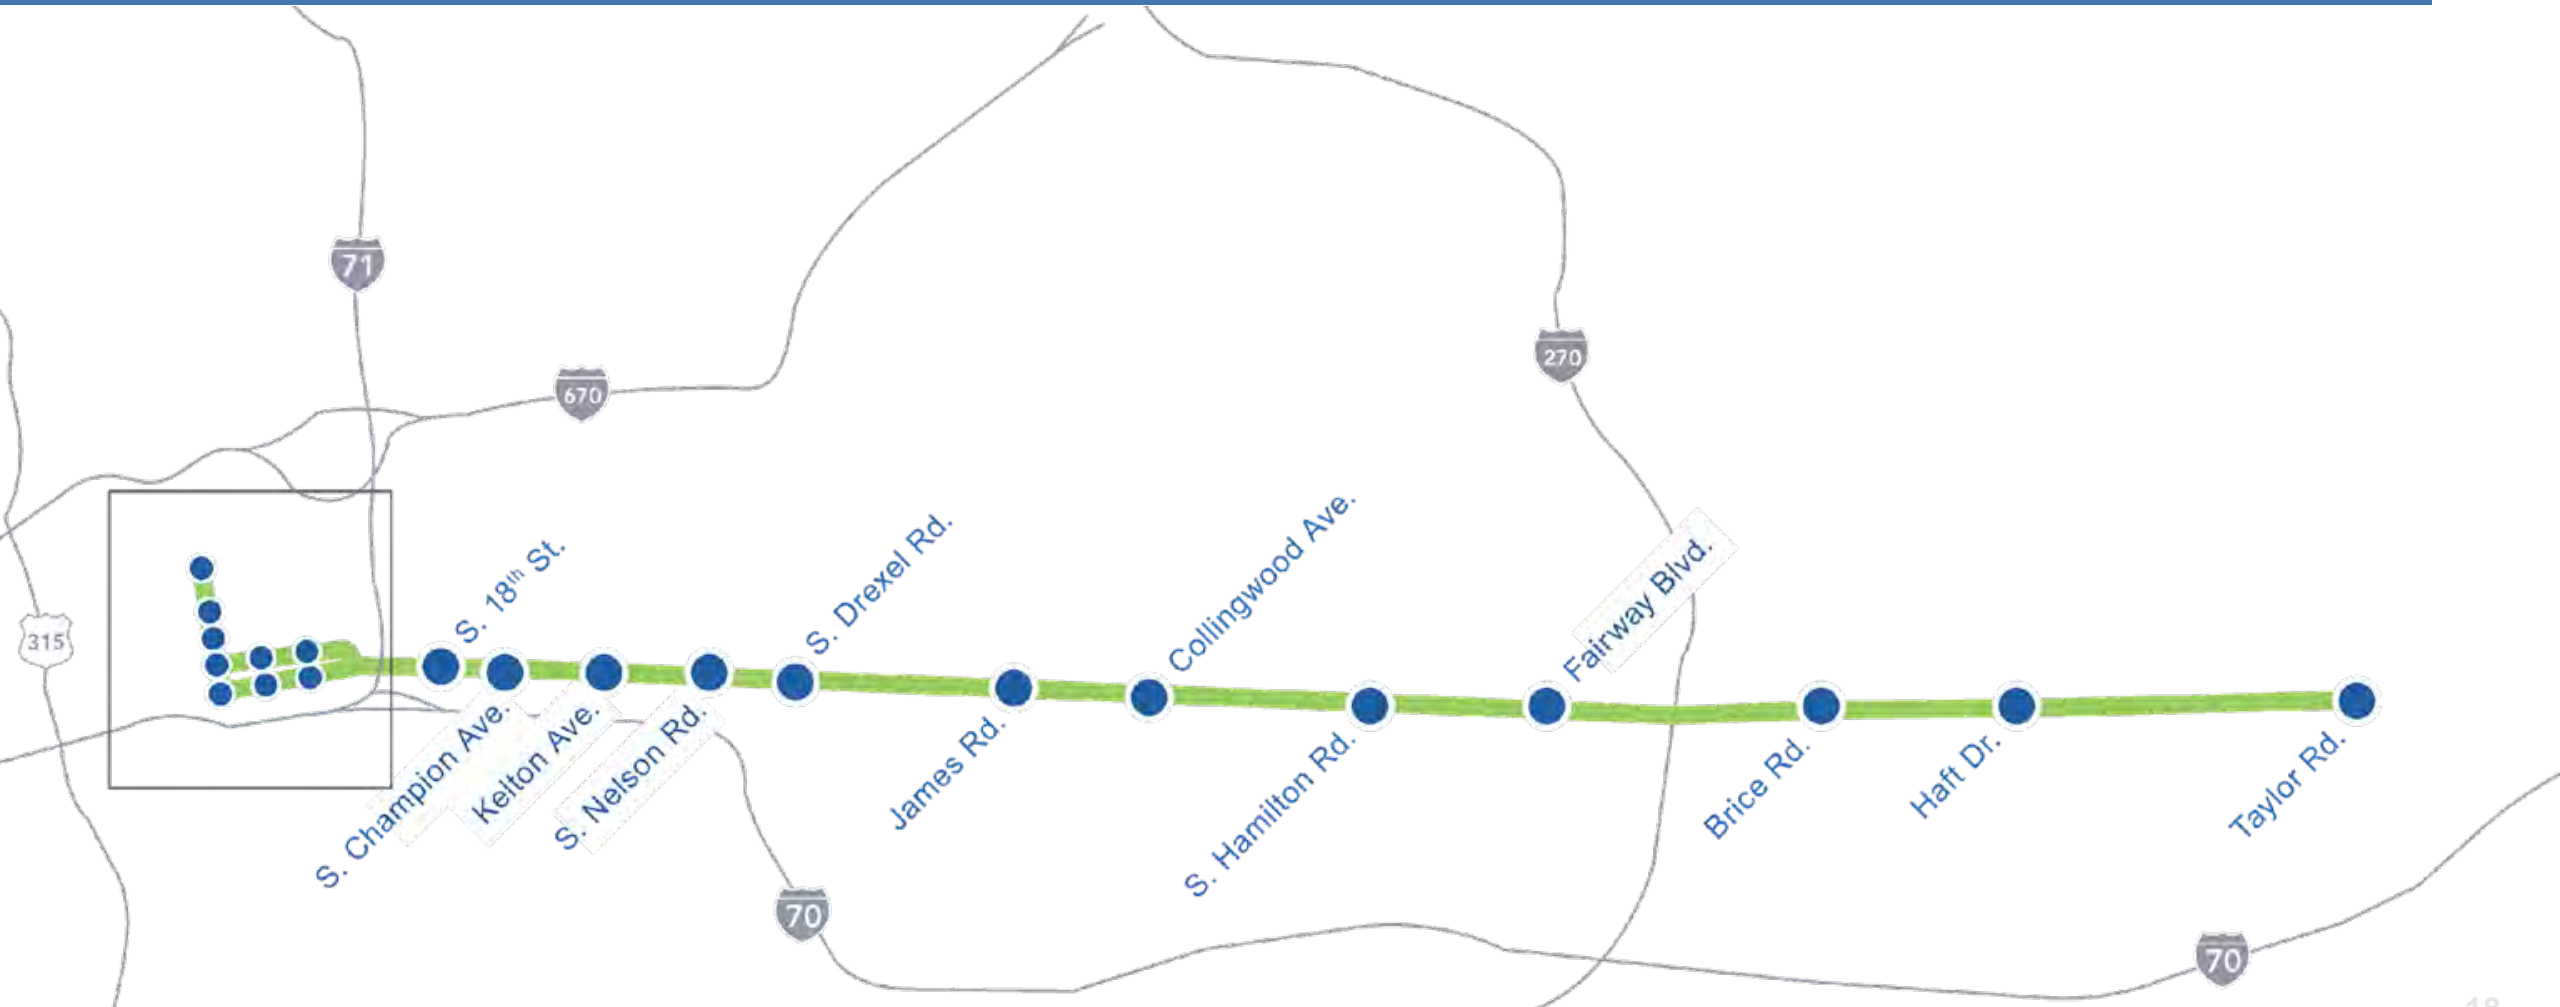 71
270
670
315
S. 18th St.
S. Drexel Rd.
Collingwood Ave.
Fairway Blvd.
S. Champion Ave.
Kelton Ave.
S. Nelson Rd.
James Rd.
S. Hamilton Rd.
Brice Rd.
Haft Dr.
Taylor Rd.
70
70
18